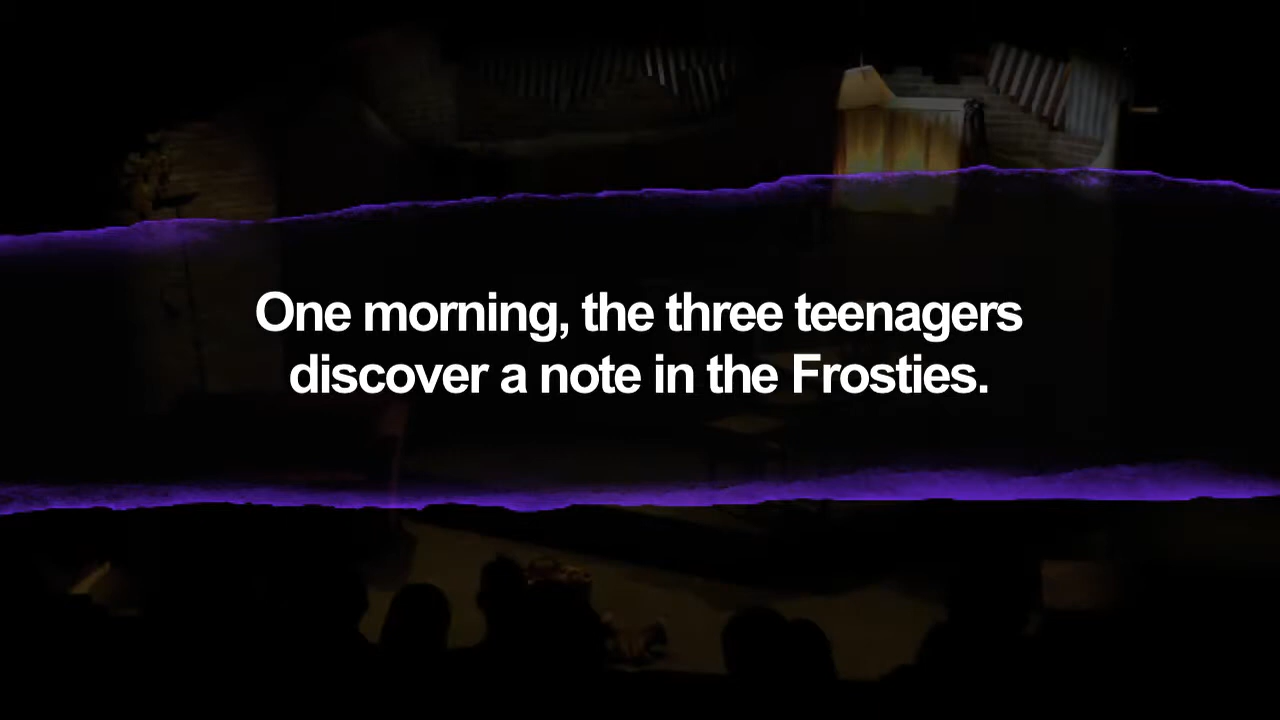 One morning, the three teenagers
discover a note in the Frosties.